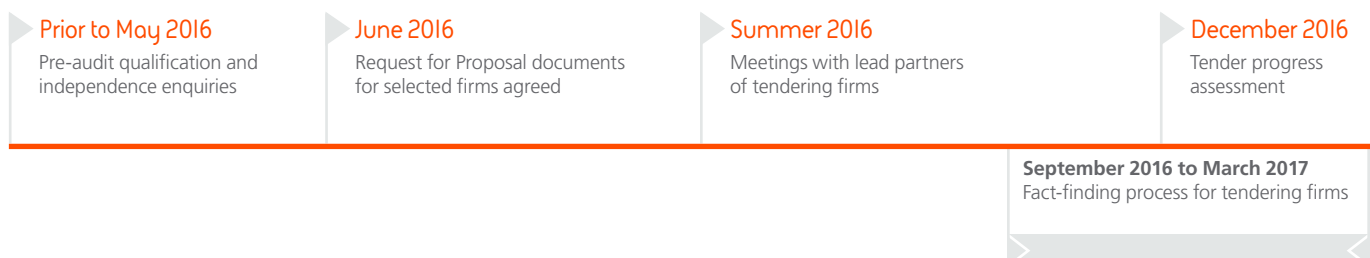 Prior to May 2016
Pre-audit qualification and
independence enquiries
June 2016
Request for Proposal documents
for selected firms agreed
Summer 2016
Meetings with lead partners
of tendering firms
December 2016
Tender progress
assessment
September 2016 to March 2017
Fact-finding process for tendering firms